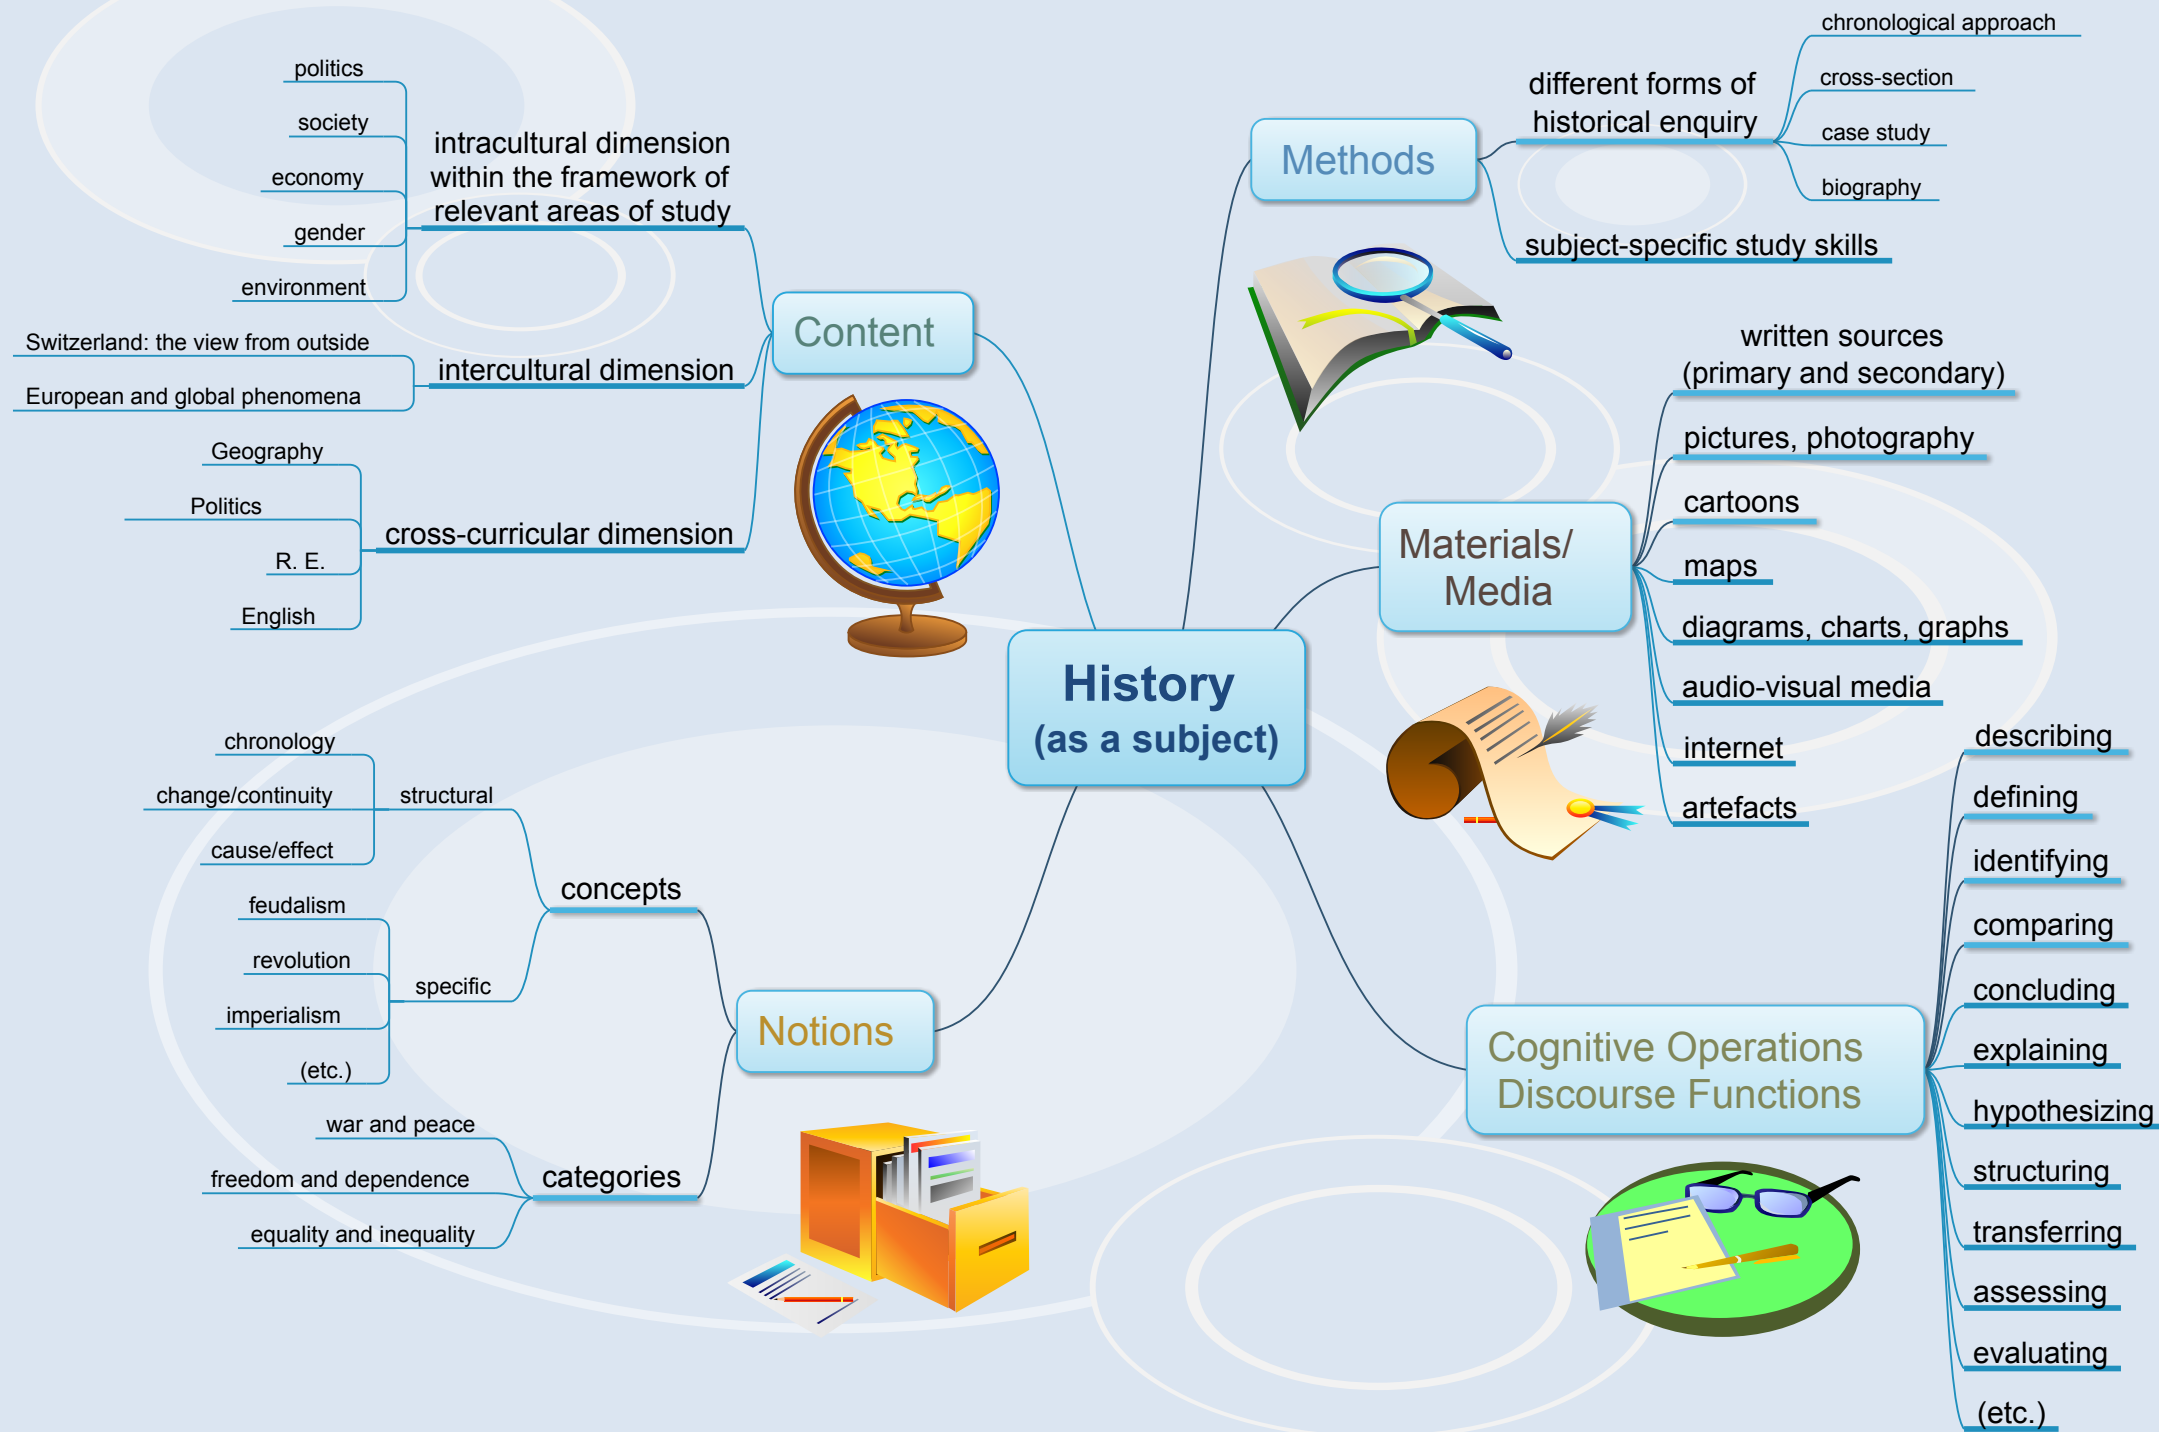 History
(as a subject)
Content
intracultural dimension
within the framework of
relevant areas of study
politics
society
economy
gender
environment
intercultural dimension
Switzerland: the view from outside
European and global phenomena
cross-curricular dimension
Geography
Politics
R. E.
English
Notions
concepts
structural
chronology
change/continuity
cause/effect
specific
feudalism
revolution
imperialism
(etc.)
categories
war and peace
freedom and dependence
equality and inequality
Methods
different forms of
historical enquiry
chronological approach
cross-section
case study
biography
subject-specific study skills
Materials/
Media
written sources
(primary and secondary)
pictures, photography
cartoons
maps
diagrams, charts, graphs
audio-visual media
internet
artefacts
Cognitive Operations
Discourse Functions
describing
defining
identifying
comparing
concluding
explaining
hypothesizing
structuring
transferring
assessing
evaluating
(etc.)